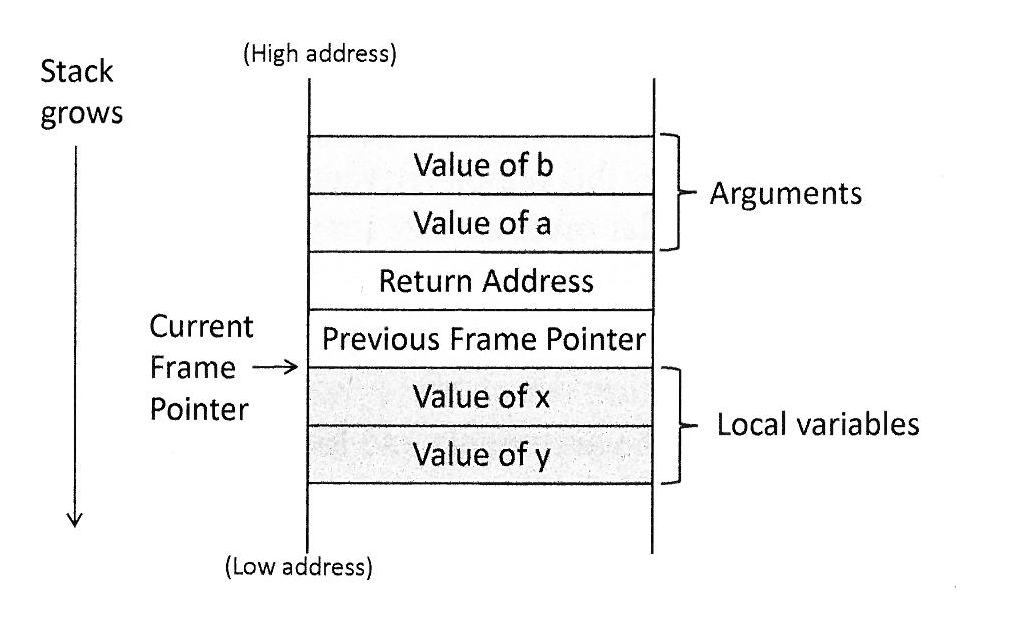 (High address)
Stack
grows
Value of b
Value of a
Arguments
Return Address
Previous Frame Pointer
Current
Frame
Pointer
Value of x
Value of y
Local variables
(Low address)